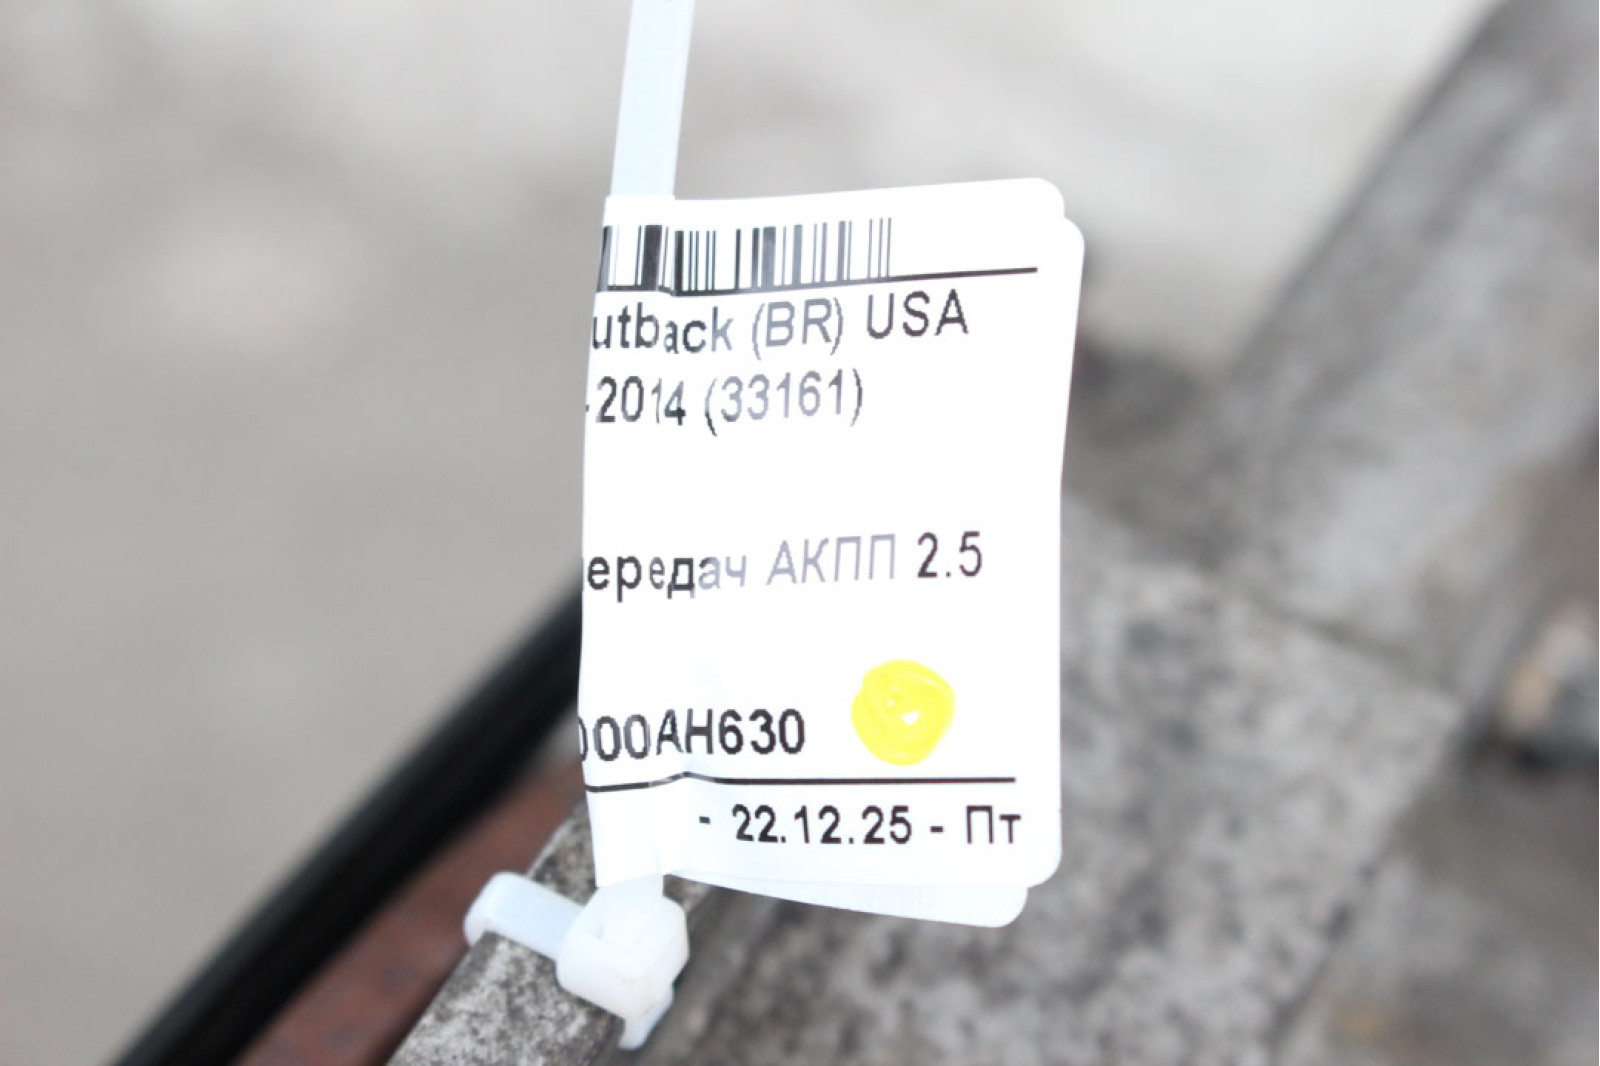 utback (BR) USA
-2014 (33161)
ередач АКПП 2.5
000AH630
- 22.12.25 - Пт